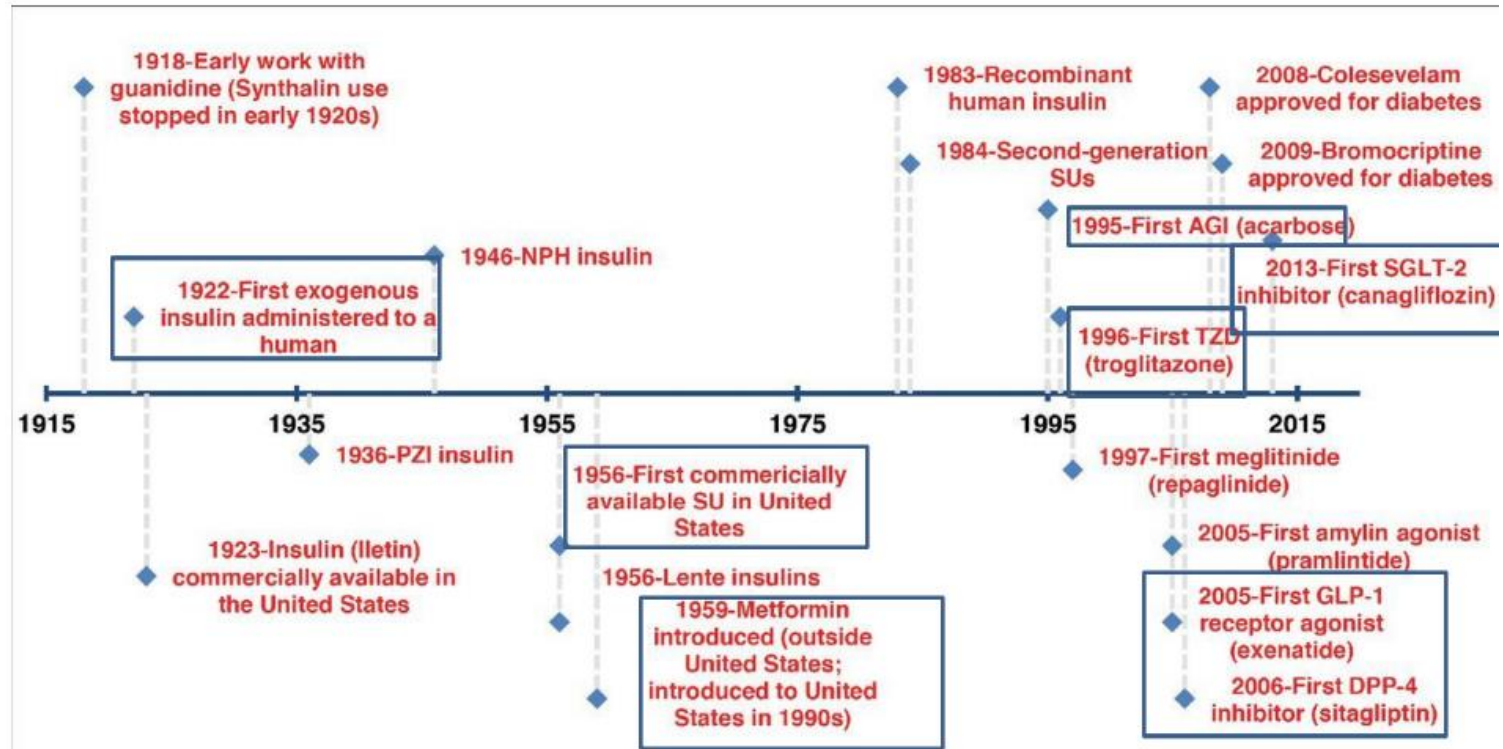 1918-Early work with
guanidine (Synthalin use
stopped in early 1920s)
1983-Recombinant
human insulin
2008-Colesevelam
approved for diabetes
1984-Second-generation
SUs
2009-Bromocriptine
approved for diabetes
1995-First AGI (acarbose)
1946-NPH insulin
2013-First SGLT-2
inhibitor (canagliflozin)
1922-First exogenous
insulin administered to a
human
1996-First TZD
(troglitazone)
1915
1935
1955
1975
1995
2015
1936-PZI insulin
1956-First commericially
available SU in United
States
1997-First meglitinide
(repaglinide)
1923-Insulin (Iletin)
commercially available in
the United States
2005-First amylin agonist
(pramlintide)
1956-Lente insulins
1959-Metformin
introduced (outside
United States;
introduced to United
States in 1990s)
2005-First GLP-1
receptor agonist
(exenatide)
2006-First DPP-4
inhibitor (sitagliptin)